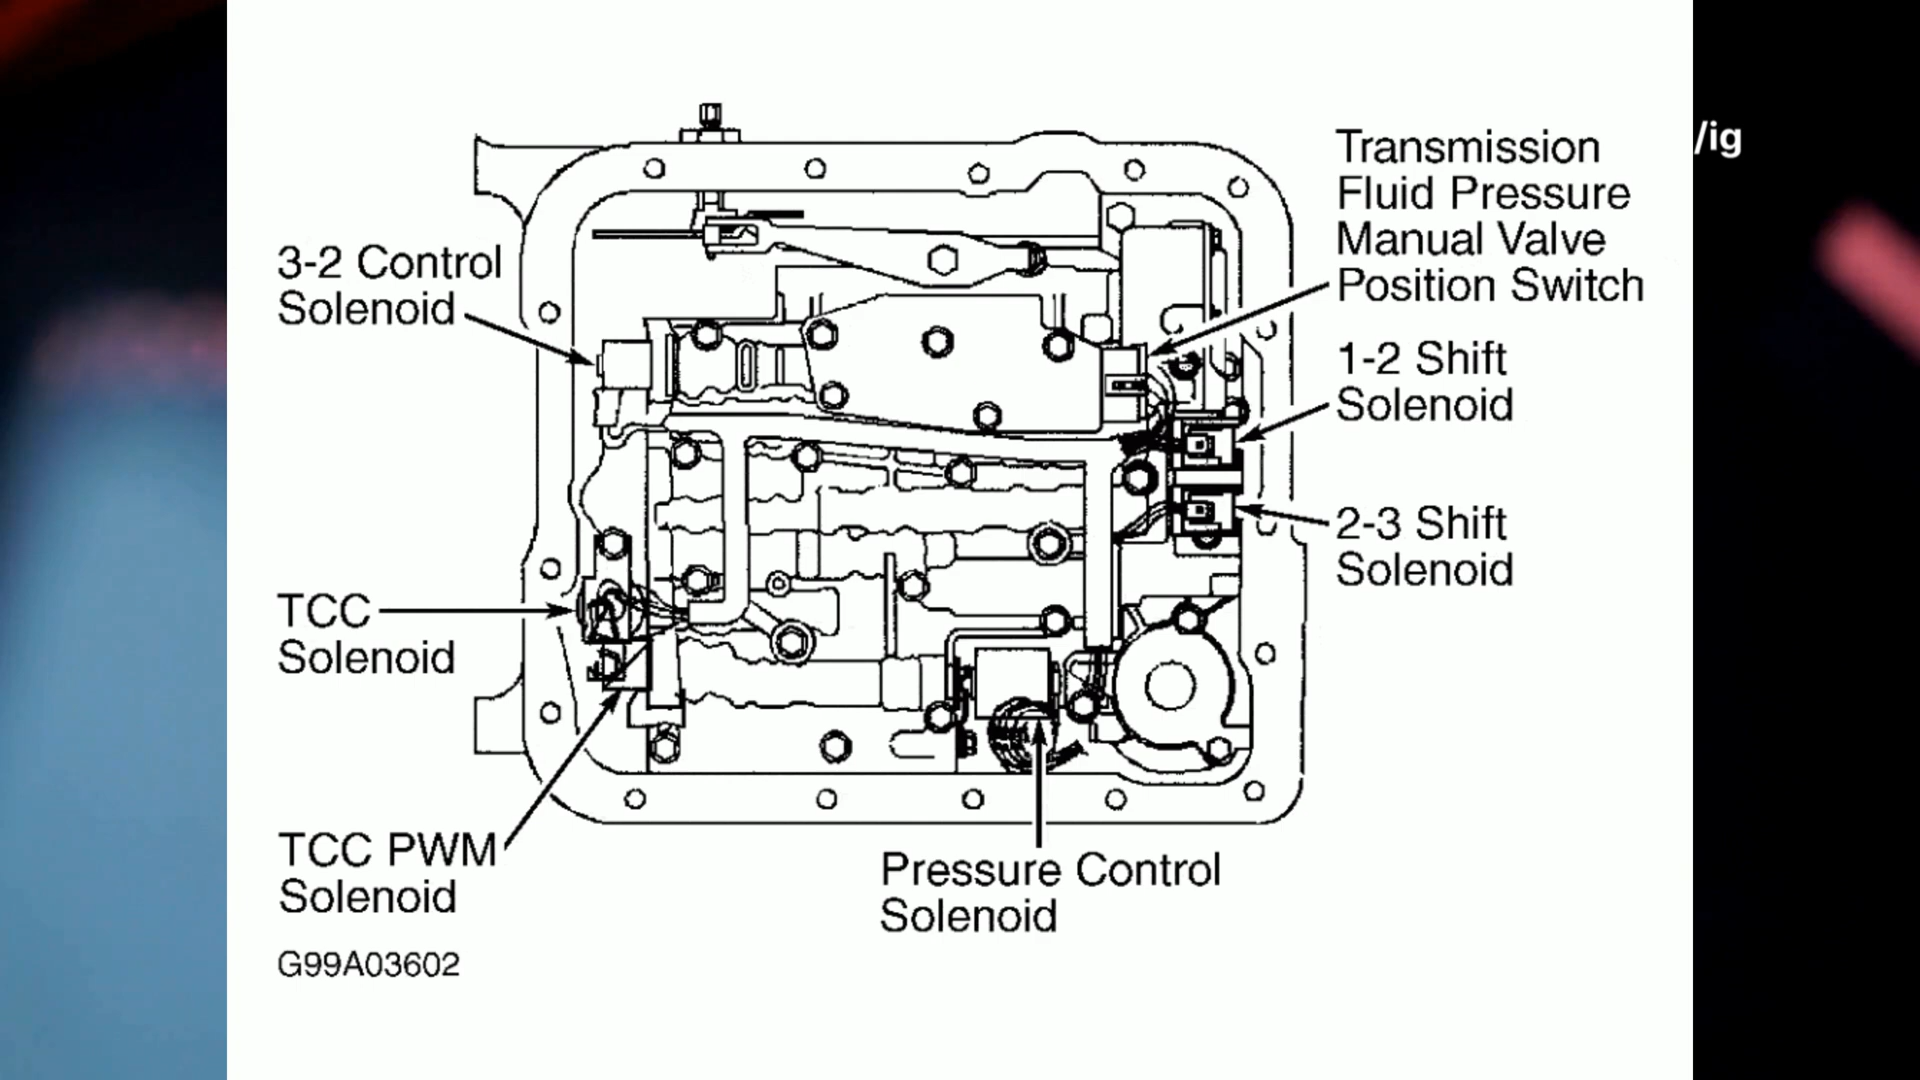 /ig
Transmission
Fluid Pressure
Manual Valve
Position Switch
3-2 Control
Solenoid
1-2 Shift
Solenoid
2-3 Shift
Solenoid
TCC
Solenoid
TCC PWM
Solenoid
Pressure Control
Solenoid
G99A03602